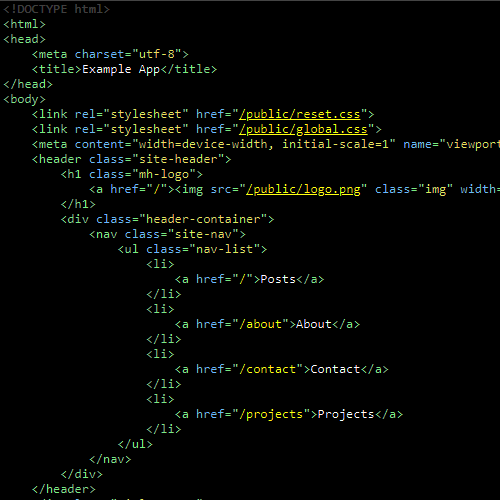 <!DOCTYPE html>
<html>
<head>
    <meta charset="utf-8">
    <title>Example App</title>
</head>
<body>
    <link rel="stylesheet" href="/public/reset.css">
    <link rel="stylesheet" href="/public/global.css">
    <meta content="width=device-width, initial-scale=1" name="viewport
    <header class="site-header">
        <h1 class="mh-logo">
            <a href="/"><img src="/public/logo.png" class="img" width=
        </h1>
        <div class="header-container">
            <nav class="site-nav">
                <ul class="nav-list">
                    <li>
                        <a href="/">Posts</a>
                    </li>
                    <li>
                        <a href="/about">About</a>
                    </li>
                    <li>
                        <a href="/contact">Contact</a>
                    </li>
                    <li>
                        <a href="/projects">Projects</a>
                    </li>
                </ul>
            </nav>
        </div>
    </header>